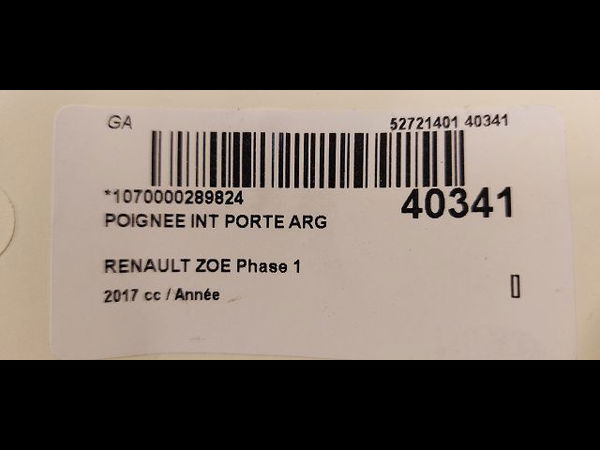 GA 52721401 40341
*1070000289824 40341
POIGNEE INT PORTE ARG
RENAULT ZOE Phase 1
2017 cc / Année